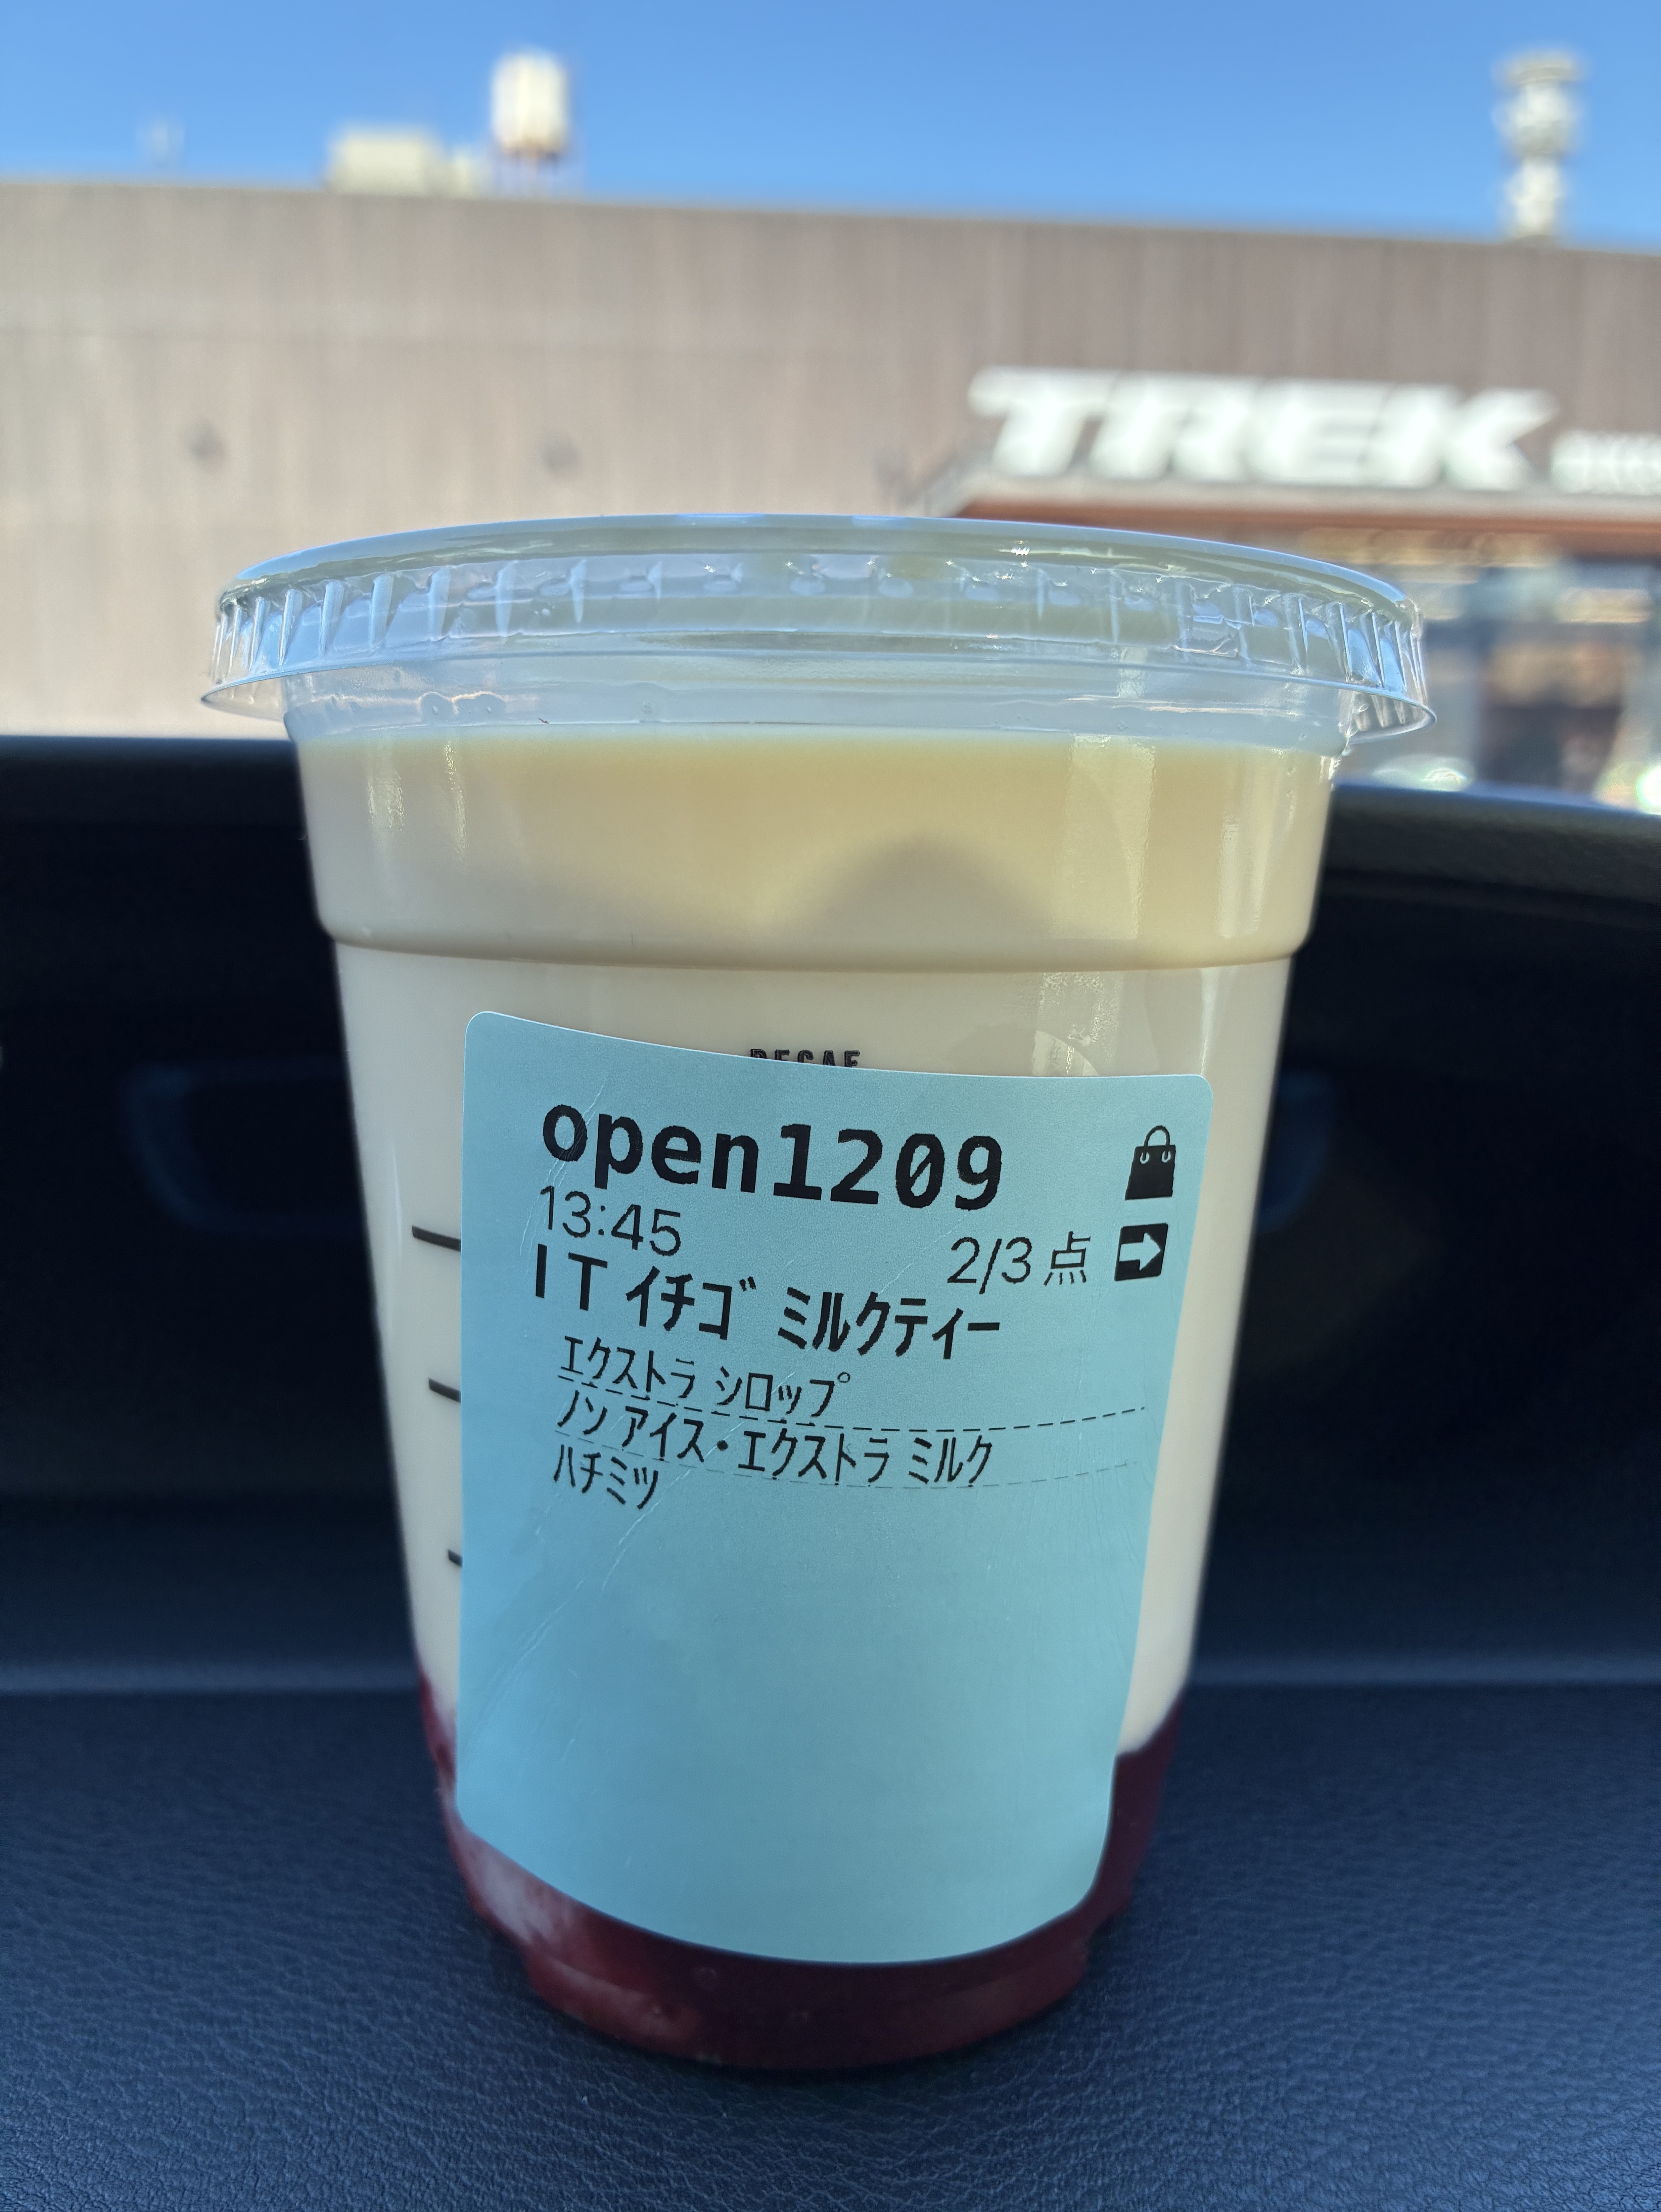 TREK
DECAF
open1209
13:45
2/3点
IT イチゴ ミルクティー
エクストラ シロップ
ノン アイス・エクストラ ミルク
ハチミツ